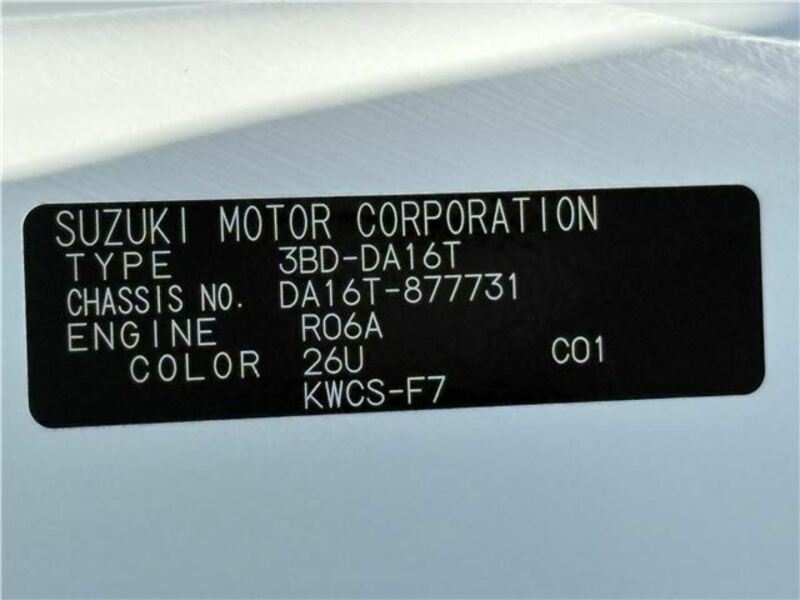 SUZUKI MOTOR CORPORATION
TYPE 3BD-DA16T
CHASSIS NO. DA16T-877731
ENGINE R06A
COLOR 26U C01
KWCS-F7